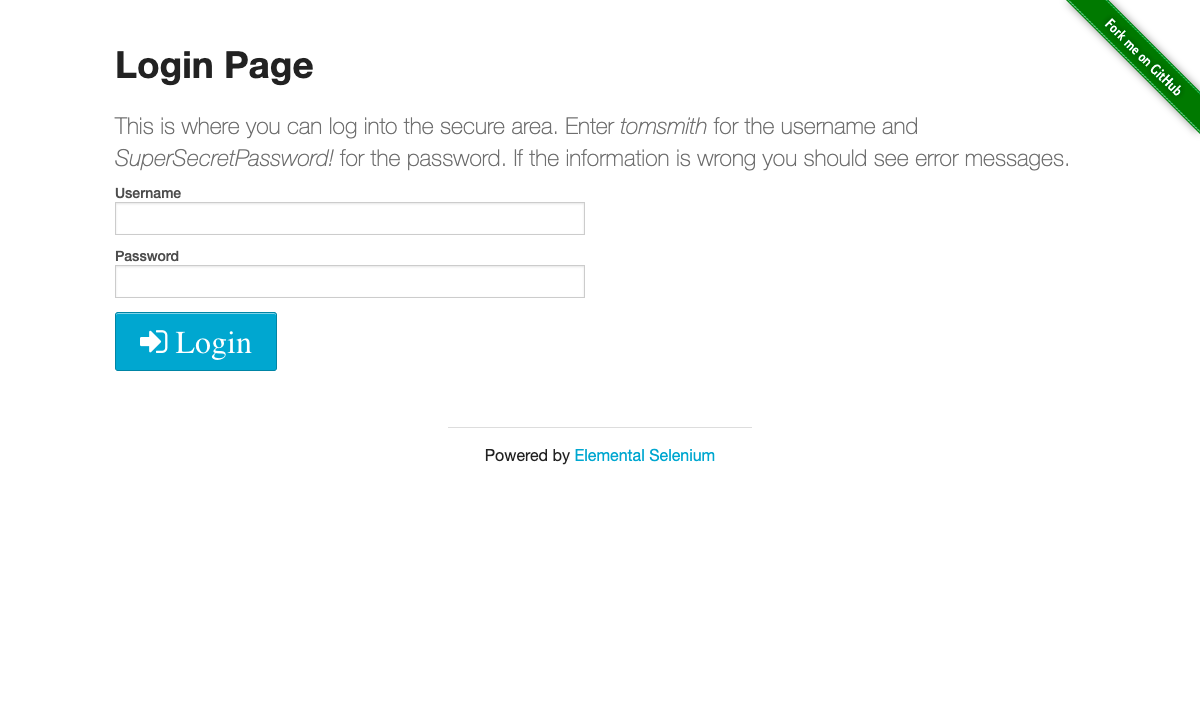 Fork me on GitHub
Login Page
This is where you can log into the secure area. Enter tomsmith for the username and
SuperSecretPassword! for the password. If the information is wrong you should see error messages.
Username
Password
Login
Powered by Elemental Selenium